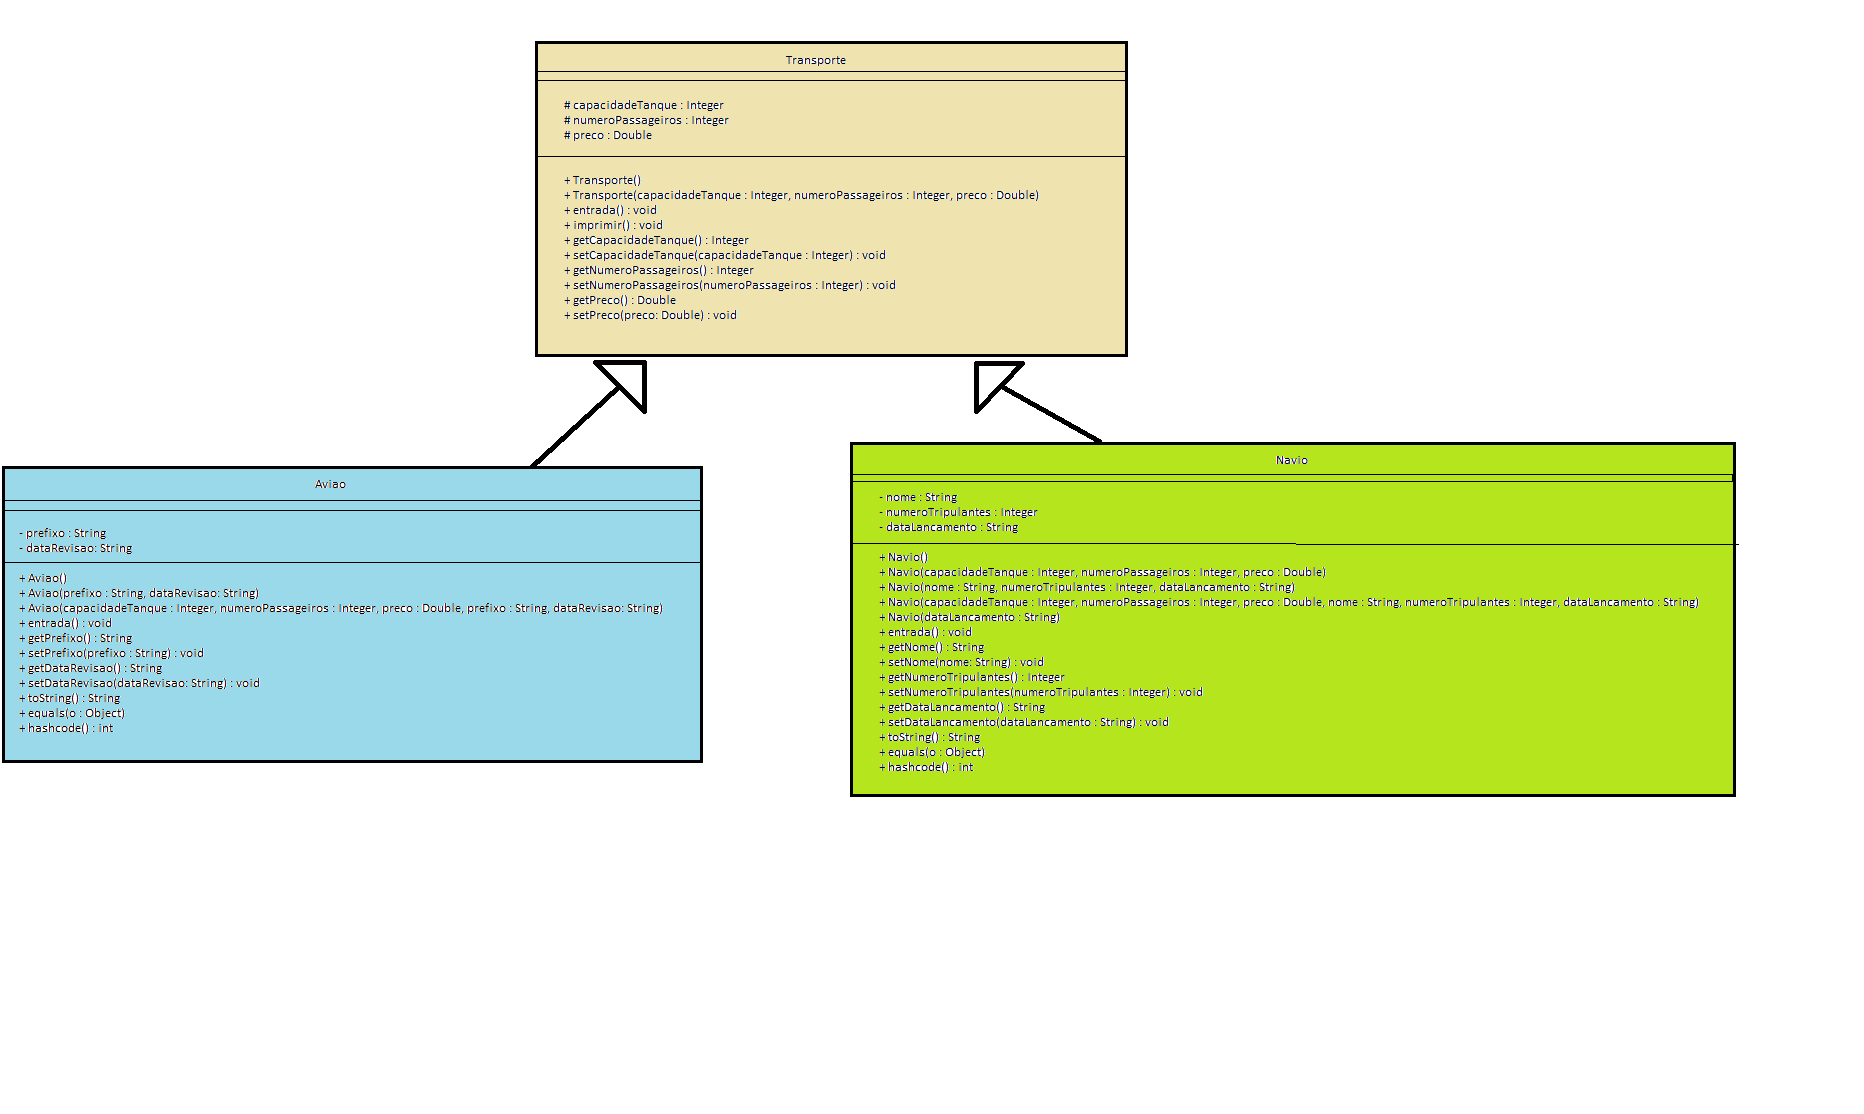 Transporte
# capacidadeTanque : Integer
# numeroPassageiros : Integer
# preco : Double
+ Transporte()
+ Transporte(capacidadeTanque : Integer, numeroPassageiros : Integer, preco : Double)
+ entrada() : void
+ imprimir() : void
+ getCapacidadeTanque() : Integer
+ setCapacidadeTanque(capacidadeTanque : Integer) : void
+ getNumeroPassageiros() : Integer
+ setNumeroPassageiros(numeroPassageiros : Integer) : void
+ getPreco() : Double
+ setPreco(preco: Double) : void
Aviao
- prefixo : String
- dataRevisao: String
+ Aviao()
+ Aviao(prefixo : String, dataRevisao: String)
+ Aviao(capacidadeTanque : Integer, numeroPassageiros : Integer, preco : Double, prefixo : String, dataRevisao: String)
+ entrada() : void
+ getPrefixo() : String
+ setPrefixo(prefixo : String) : void
+ getDataRevisao() : String
+ setDataRevisao(dataRevisao: String) : void
+ toString() : String
+ equals(o : Object)
+ hashcode() : int
Navio
- nome : String
- numeroTripulantes : Integer
- dataLancamento : String
+ Navio()
+ Navio(capacidadeTanque : Integer, numeroPassageiros : Integer, preco : Double)
+ Navio(nome : String, numeroTripulantes : Integer, dataLancamento : String)
+ Navio(capacidadeTanque : Integer, numeroPassageiros : Integer, preco : Double, nome : String, numeroTripulantes : Integer, dataLancamento : String)
+ Navio(dataLancamento : String)
+ entrada() : void
+ getNome() : String
+ setNome(nome: String) : void
+ getNumeroTripulantes() : Integer
+ setNumeroTripulantes(numeroTripulantes : Integer) : void
+ getDataLancamento() : String
+ setDataLancamento(dataLancamento : String) : void
+ toString() : String
+ equals(o : Object)
+ hashcode() : int